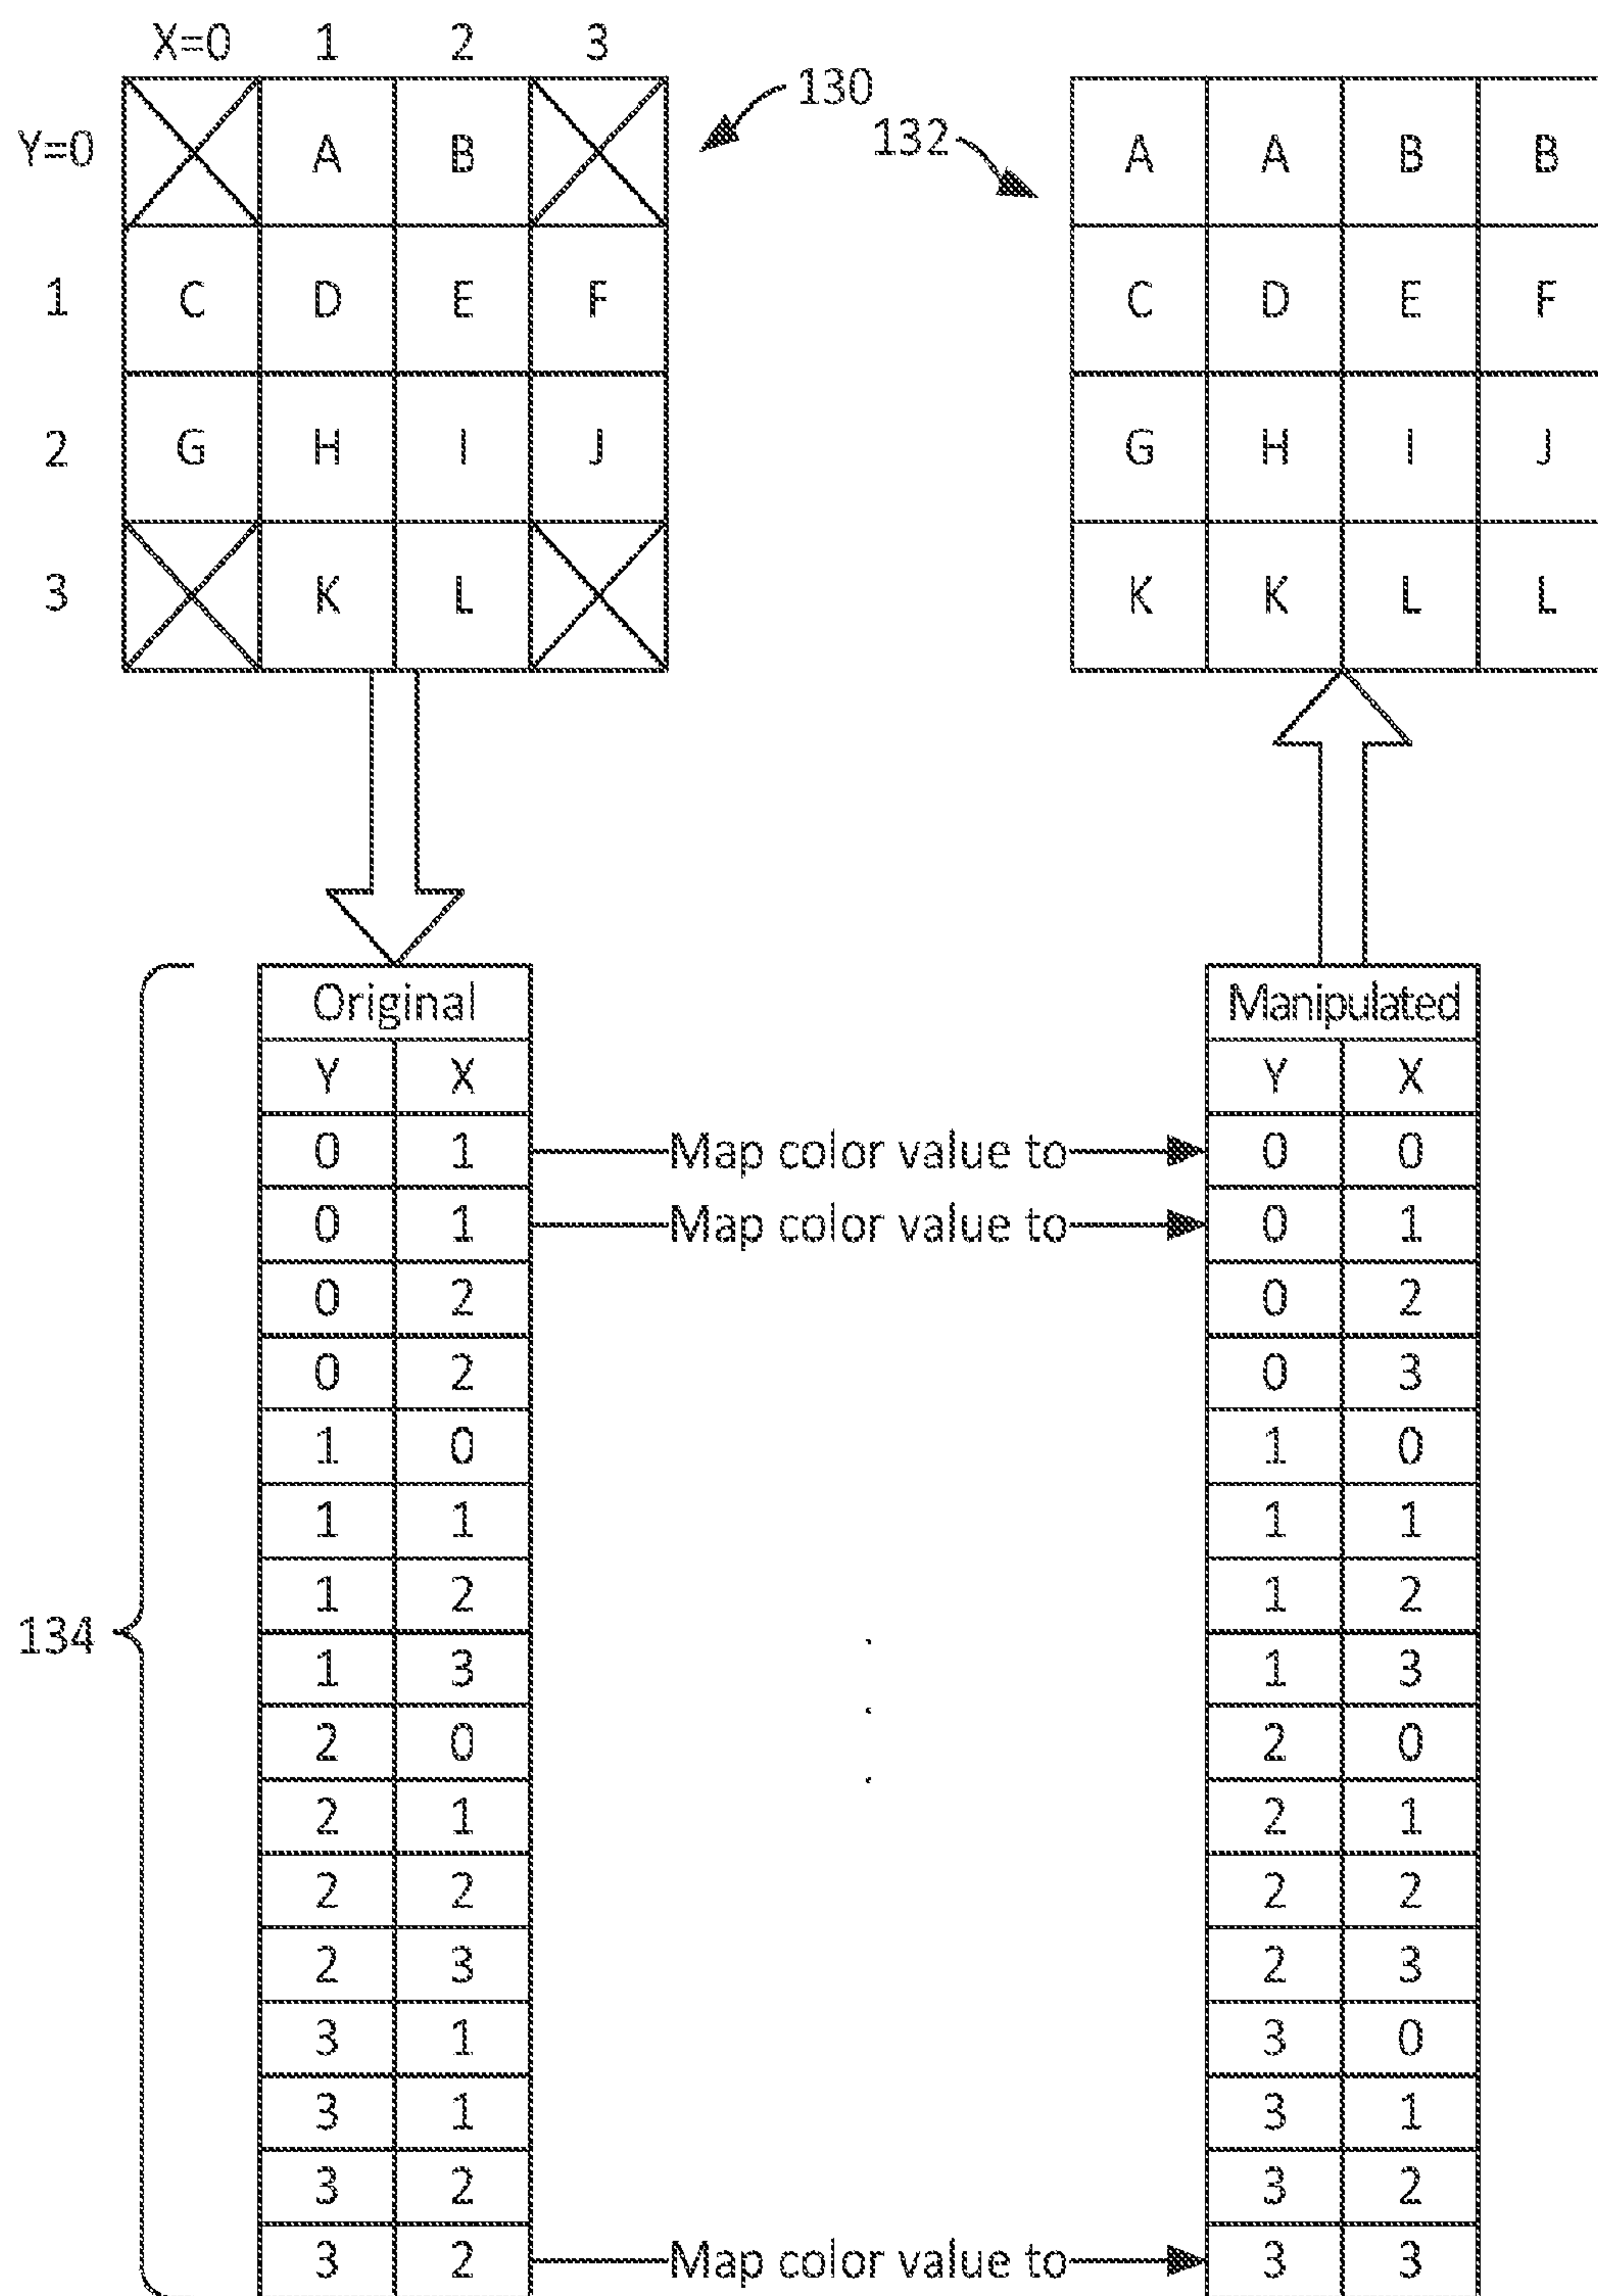 X=0 1 2 3
130
132
Y=0 A B
A A B B
1 C D E F
C D E F
2 G H I J
G H I J
3 K L
K K L L
Original Manipulated
Y X Y X
0 1 Map color value to 0 0
0 1 Map color value to 0 1
0 2 0 2
0 2 0 3
1 0 1 0
1 1 1 1
1 2 1 2
134
1 3 1 3
2 0 2 0
2 1 2 1
2 2 2 2
2 3 2 3
3 1 3 0
3 1 3 1
3 2 3 2
3 2 Map color value to 3 3